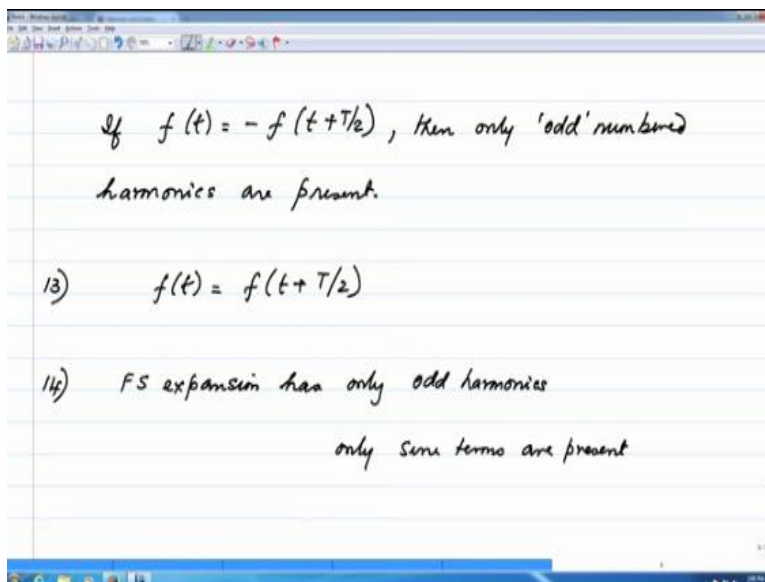 If f(t) = - f(t+T/2), then only 'odd' numbered
harmonics are present.
13) f(t) = f(t+ T/2)
14) FS expansion has only odd harmonics
only sine terms are present